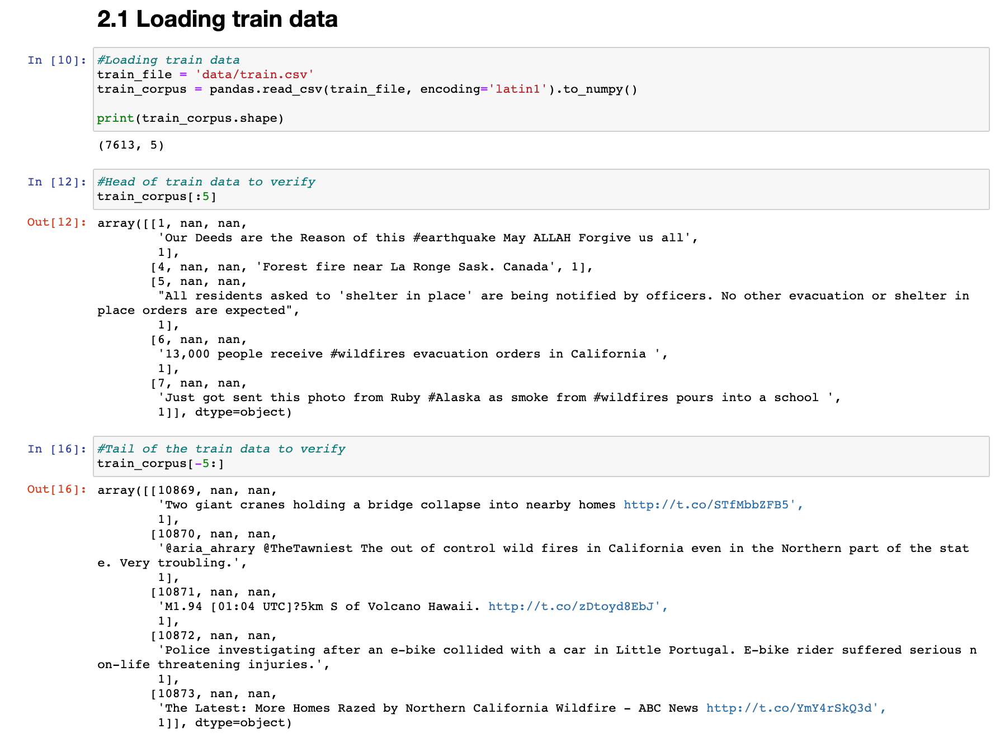 2.1 Loading train data
In [10]:
#Loading train data
train_file = 'data/train.csv'
train_corpus = pandas.read_csv(train_file, encoding='latin1').to_numpy()
print(train_corpus.shape)
(7613, 5)
In [12]:
#Head of train data to verify
train_corpus[:5]
Out[12]:
array([[1, nan, nan,
'Our Deeds are the Reason of this #earthquake May ALLAH Forgive us all',
1],
[4, nan, nan, 'Forest fire near La Ronge Sask. Canada', 1],
[5, nan, nan,
"All residents asked to 'shelter in place' are being notified by officers. No other evacuation or shelter in
place orders are expected",
1],
[6, nan, nan,
'13,000 people receive #wildfires evacuation orders in California ',
1],
[7, nan, nan,
'Just got sent this photo from Ruby #Alaska as smoke from #wildfires pours into a school ',
1]], dtype=object)
In [16]:
#Tail of the train data to verify
train_corpus[-5:]
Out[16]:
array([[10869, nan, nan,
'Two giant cranes holding a bridge collapse into nearby homes http://t.co/STfMbbZFB5',
1],
[10870, nan, nan,
'@aria_ahrary @TheTawniest The out of control wild fires in California even in the Northern part of the stat
e. Very troubling.',
1],
[10871, nan, nan,
'M1.94 [01:04 UTC]?5km S of Volcano Hawaii. http://t.co/zDtoyd8EbJ',
1],
[10872, nan, nan,
'Police investigating after an e-bike collided with a car in Little Portugal. E-bike rider suffered serious n
on-life threatening injuries.',
1],
[10873, nan, nan,
'The Latest: More Homes Razed by Northern California Wildfire - ABC News http://t.co/YmY4rSkQ3d',
1]], dtype=object)